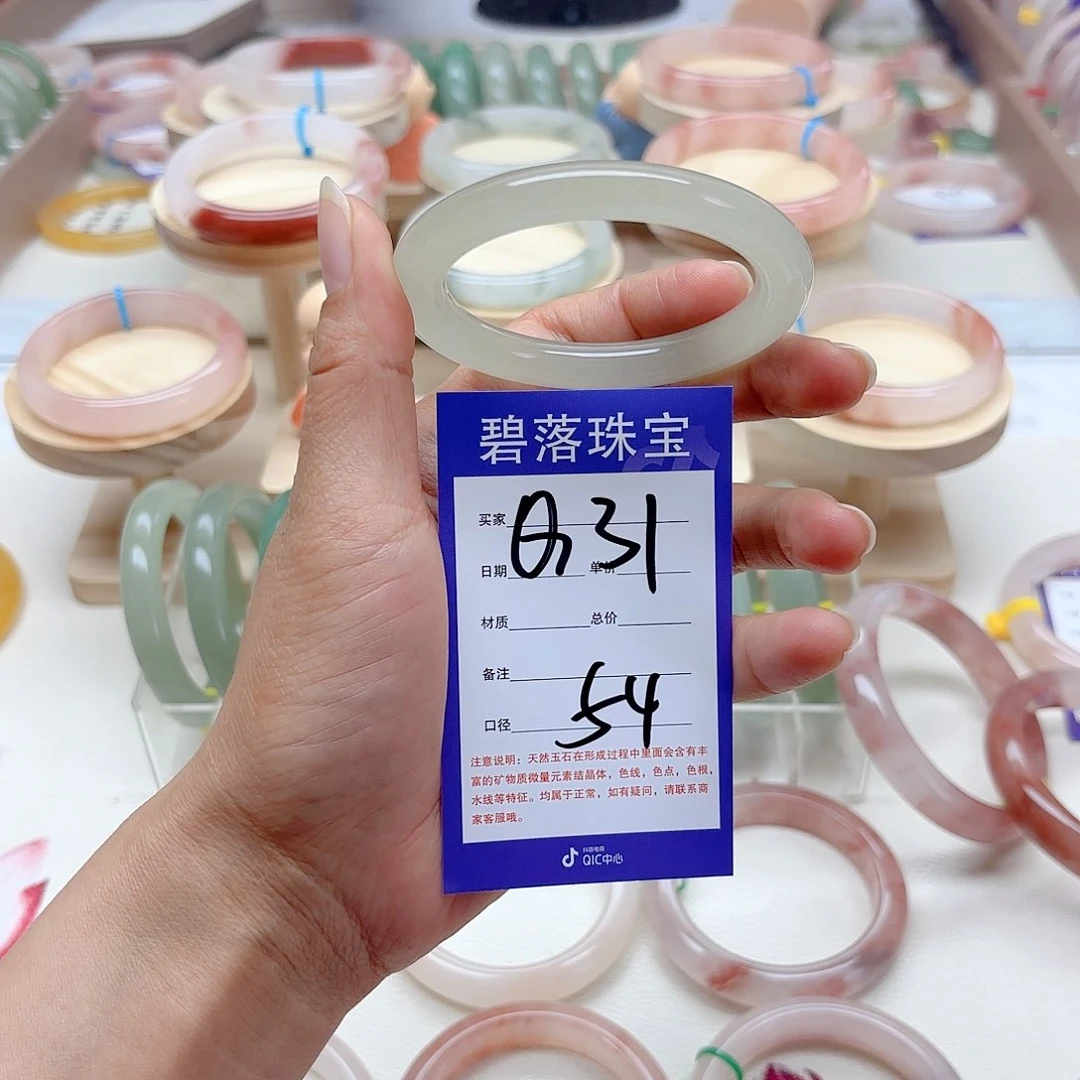 碧落珠宝
买家
Q31
日期 单价
材质 总价
备注
54
口径
注意说明：天然玉石在形成过程中里面会含有丰
富的矿物质微量元素结晶体，色线，色点，色根，
水线等特征。均属于正常，如有疑问，请联系商
家客服哦。
抖音电商
QIC中心